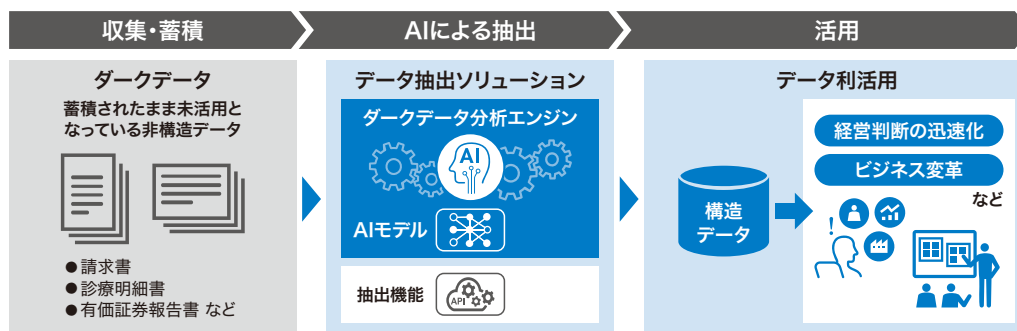 収集・蓄積
AIによる抽出
活用
ダークデータ
蓄積されたまま未活用と
なっている非構造データ
●請求書
●診療明細書
●有価証券報告書 など
データ抽出ソリューション
ダークデータ分析エンジン
AI
AIモデル
抽出機能
API
データ利活用
構造
データ
経営判断の迅速化
ビジネス変革
など
!